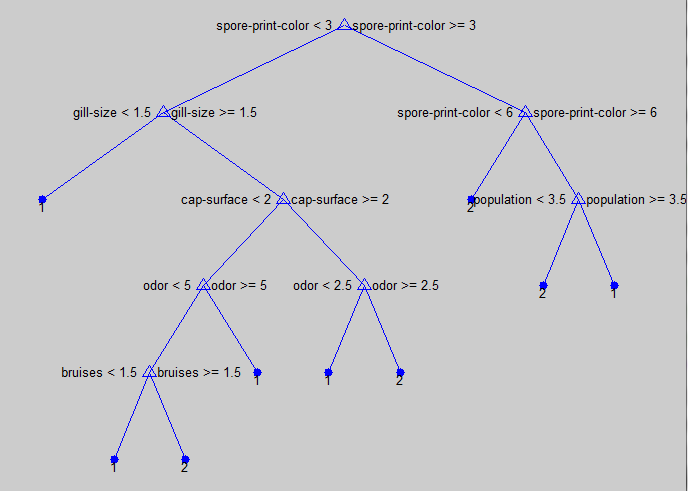 spore-print-color < 3 spore-print-color >= 3
gill-size < 1.5 gill-size >= 1.5 spore-print-color < 6 spore-print-color >= 6
1 cap-surface < 2 cap-surface >= 2 2 population < 3.5 population >= 3.5
odor < 5 odor >= 5 odor < 2.5 odor >= 2.5 2 1
bruises < 1.5 bruises >= 1.5 1 1 2
1 2